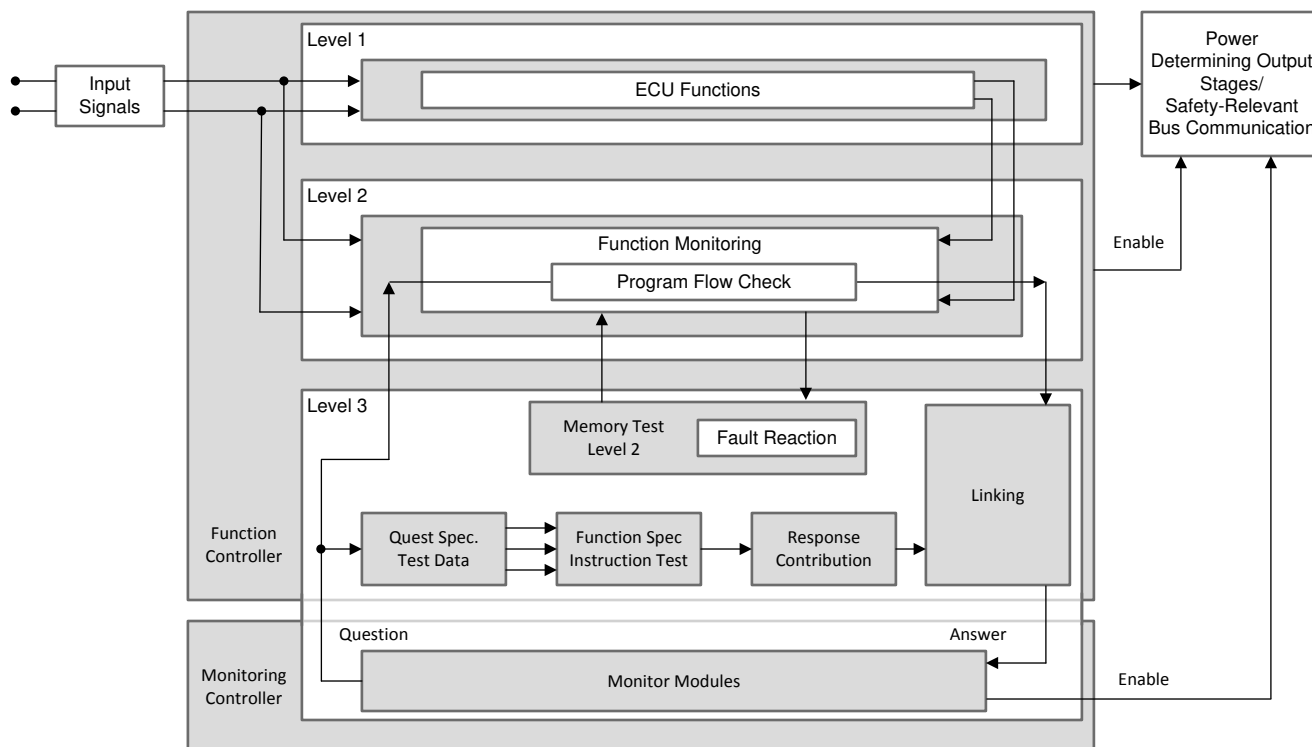 Level 1
Input
Signals
ECU Functions
Power
Determining Output
Stages/
Safety-Relevant
Bus Communication
Level 2
Function Monitoring
Program Flow Check
Enable
Level 3
Memory Test
Level 2
Fault Reaction
Linking
Function
Controller
Quest Spec.
Test Data
Function Spec
Instruction Test
Response
Contribution
Question
Answer
Monitoring
Controller
Monitor Modules
Enable